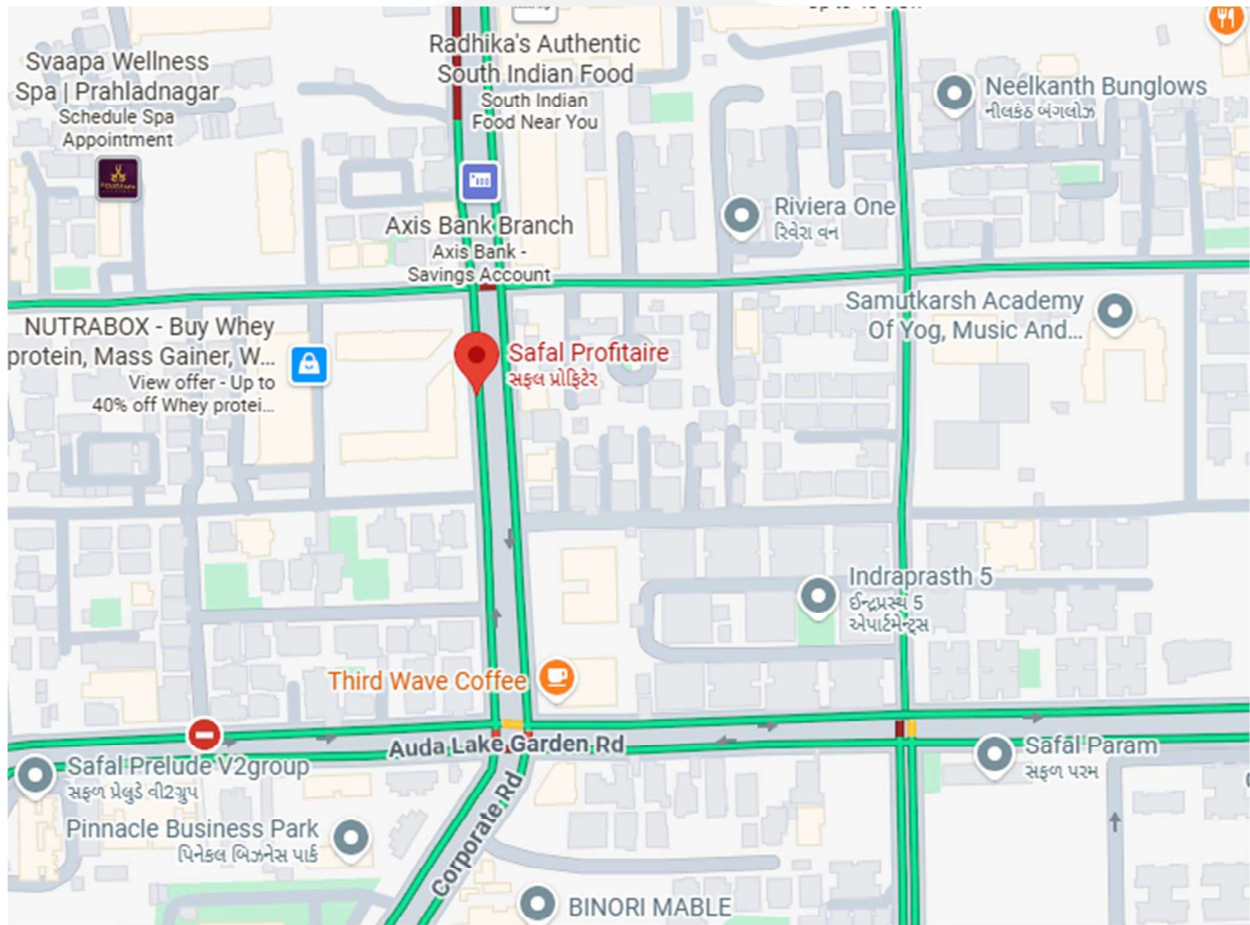 Svaapa Wellness
Spa | Prahladnagar
Schedule Spa
Appointment
Radhika's Authentic
South Indian Food
South Indian
Food Near You
Neelkanth Bunglows
નીલકંઠ બંગલોઝ
Riviera One
રિવેરા વન
Axis Bank Branch
Axis Bank -
Savings Account
Samutkarsh Academy
Of Yog, Music And...
NUTRABOX - Buy Whey
protein, Mass Gainer, W...
View offer - Up to
40% off Whey protei...
Safal Profitaire
સફલ પ્રોફિટેર
Indraprasth 5
ઈન્દ્રપ્રસ્થ 5
એપાર્ટમેન્ટ્સ
Third Wave Coffee
Auda Lake Garden Rd
Safal Param
સફળ પરમ
Safal Prelude V2group
સફળ પ્રેલુડે વી2ગ્રુપ
Pinnacle Business Park
પિનેકલ બિઝનેસ પાર્ક
Corporate Rd
BINORI MABLE